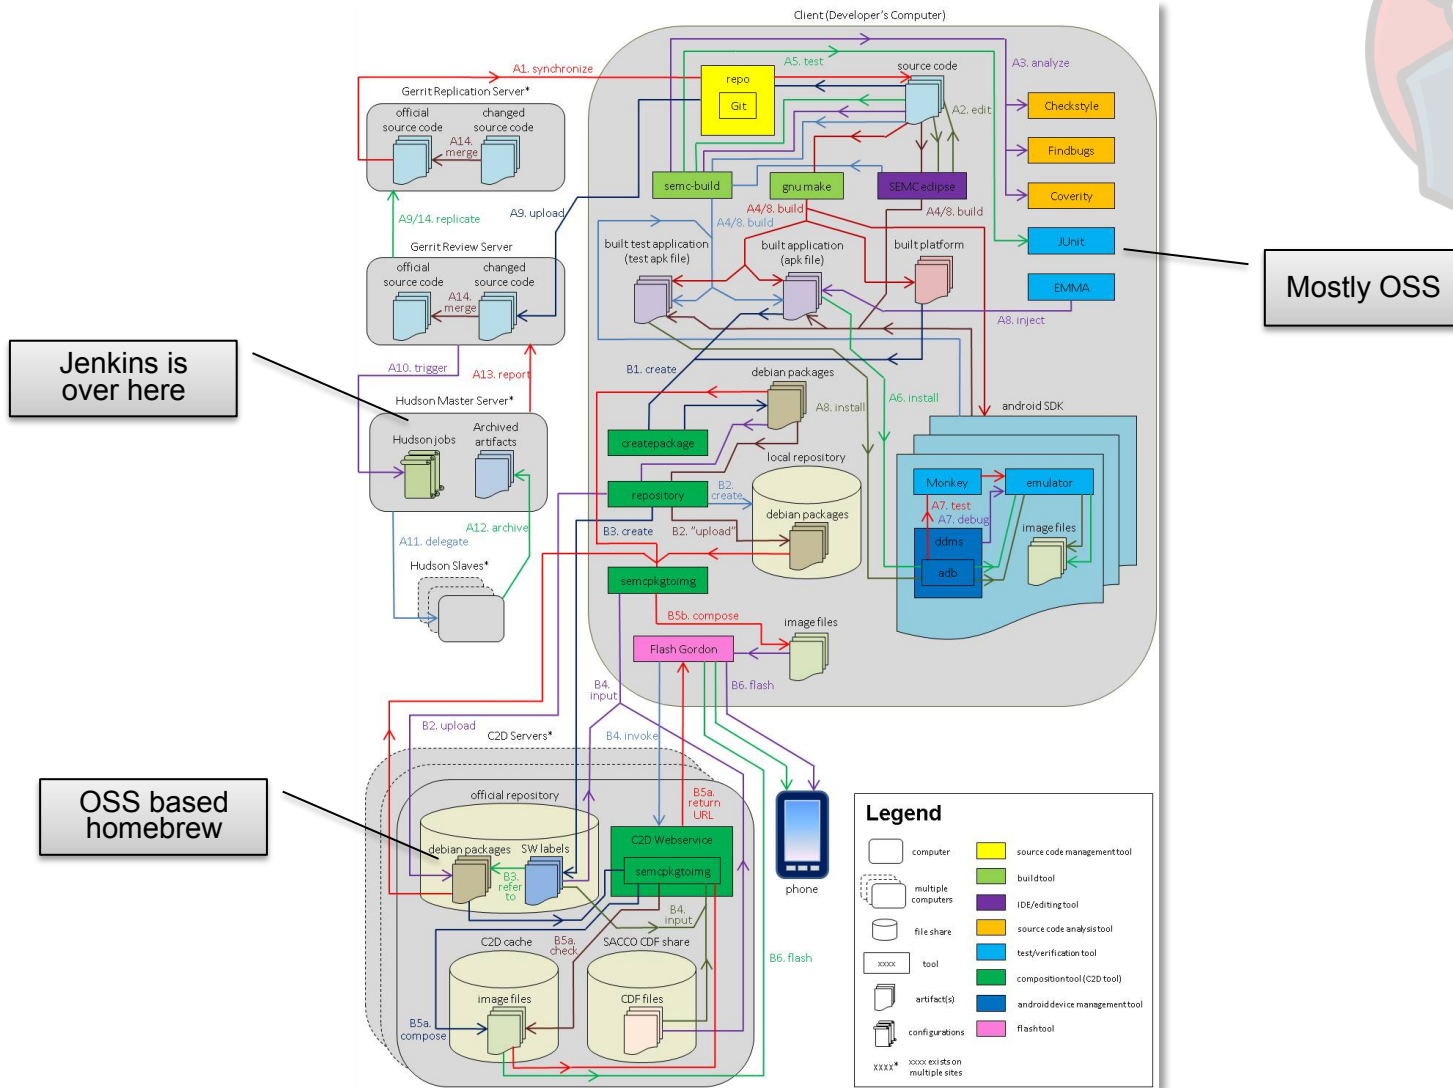 Client (Developer's Computer)
A1. synchronize
A5. test
source code
A3. analyze
repo
Git
A2. edit
Checkstyle
Findbugs
Coverity
JUnit
EMMA
Gerrit Replication Server*
official
source code
changed
source code
A14.
merge
semc-build
gnu make
SEMC eclipse
A9/14. replicate
A9. upload
A4/8. build
A4/8. build
A4/8. build
Gerrit Review Server
official
source code
changed
source code
A14.
merge
built test application
(test apk file)
built application
(apk file)
built platform
A8. inject
Mostly OSS
Jenkins is
over here
A10. trigger
A13. report
B1. create
debian packages
A8. install
A6. install
android SDK
Hudson Master Server*
Hudson jobs
Archived
artifacts
createpackage
local repository
repository
B2.
create
debian packages
B3. create
B2. "upload"
Monkey
emulator
A7. test
A7. debug
ddms
adb
image files
A12. archive
A11. delegate
Hudson Slaves*
semcpkgtoimg
B5b. compose
image files
Flash Gordon
B4.
input
B6. flash
B2. upload
B4. invoke
C2D Servers*
OSS based
homebrew
official repository
B5a.
return
URL
debian packages
SW labels
B3.
refer
to
C2D Webservice
semcpkgtoimg
phone
B4.
input
C2D cache
B5a.
check
SACCO CDF share
B6. flash
image files
CDF files
B5a.
compose
Legend
computer
multiple
computers
file share
xxxx
tool
artifact(s)
configurations
xxxx*
xxxx exists on
multiple sites
source code management tool
build tool
IDE/editing tool
source code analysis tool
test/verification tool
composition tool (C2D tool)
android device management tool
flash tool